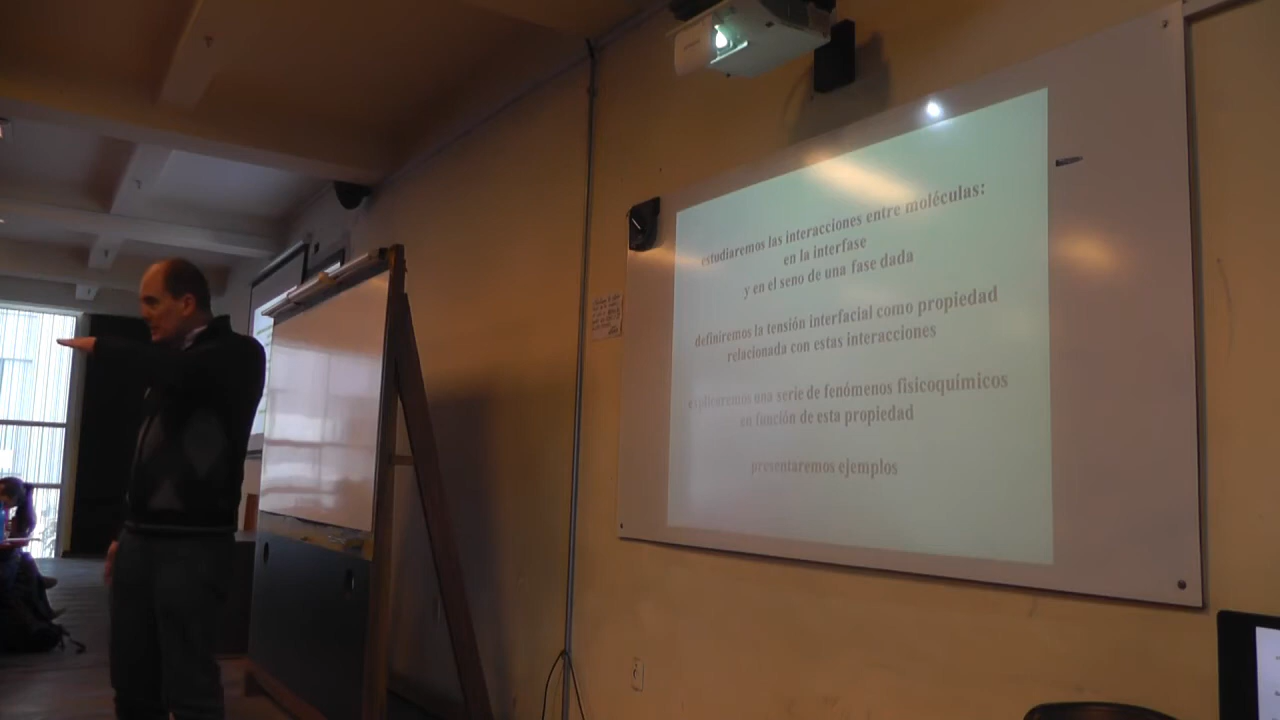 estudiaremos las interacciones entre moléculas:
en la interfase
y en el seno de una fase dada
definiremos la tensión interfacial como propiedad
relacionada con estas interacciones
explicaremos una serie de fenómenos fisicoquímicos
en función de esta propiedad
presentaremos ejemplos